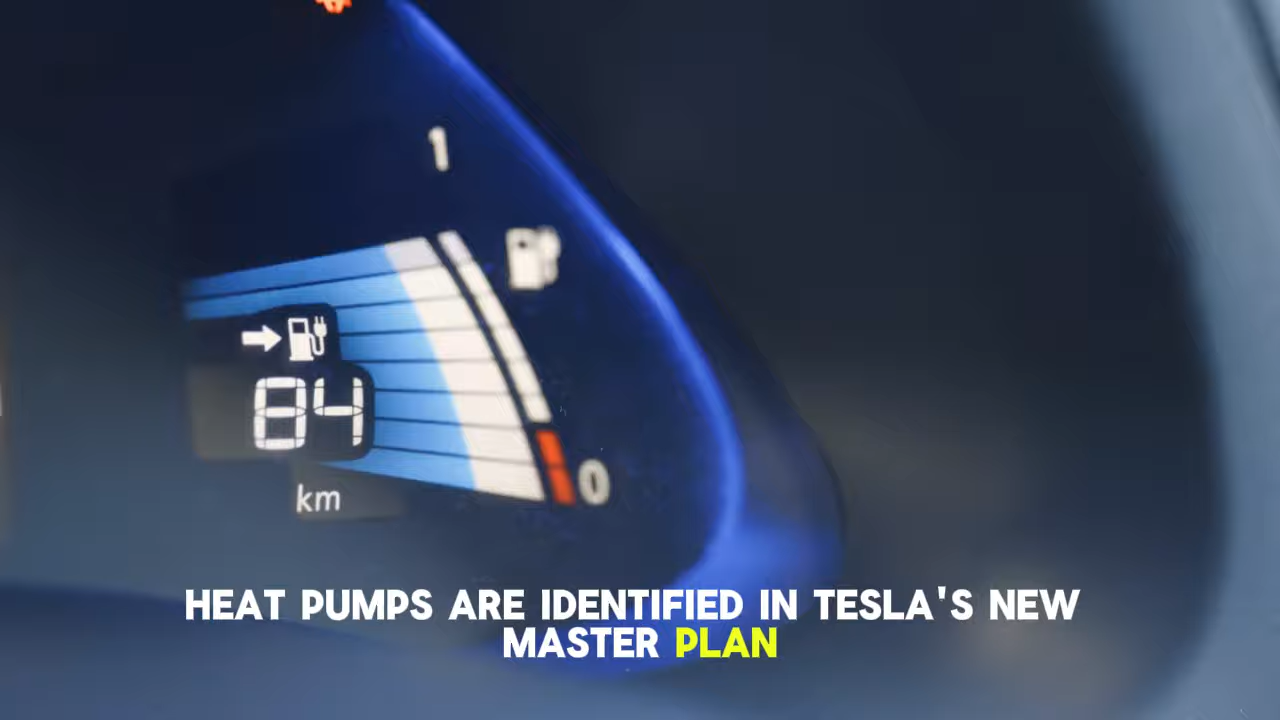 1
84
km
0
HEAT PUMPS ARE IDENTIFIED IN TESLA'S NEW
MASTER PLAN